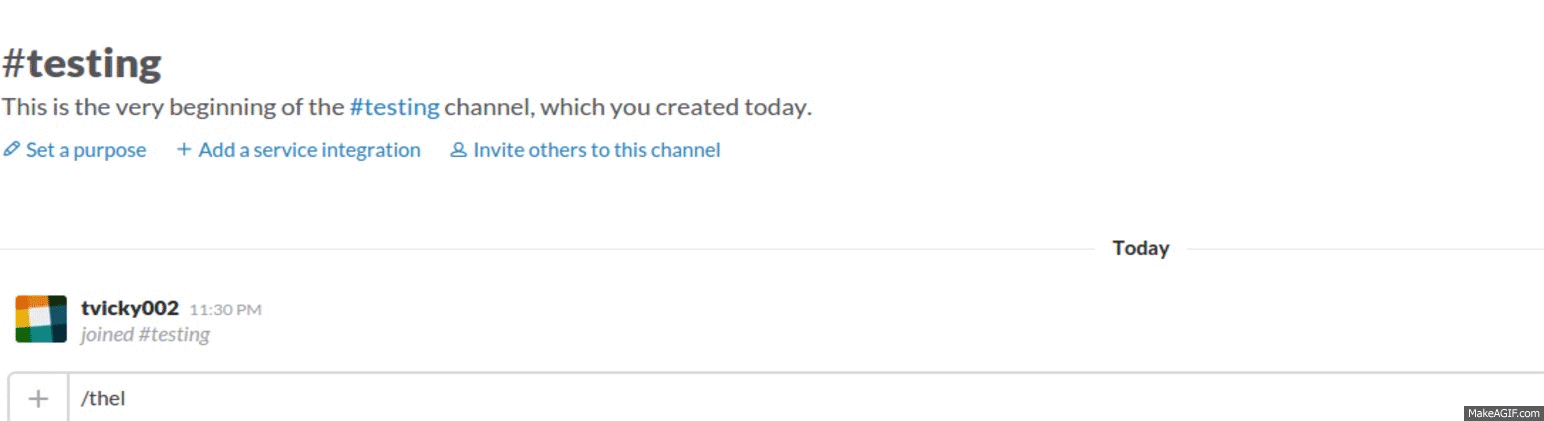 #testing
This is the very beginning of the #testing channel, which you created today.
Set a purpose + Add a service integration Invite others to this channel
Today
tvicky002 11:30 PM
joined #testing
+ /thel
MakeAGIF.com